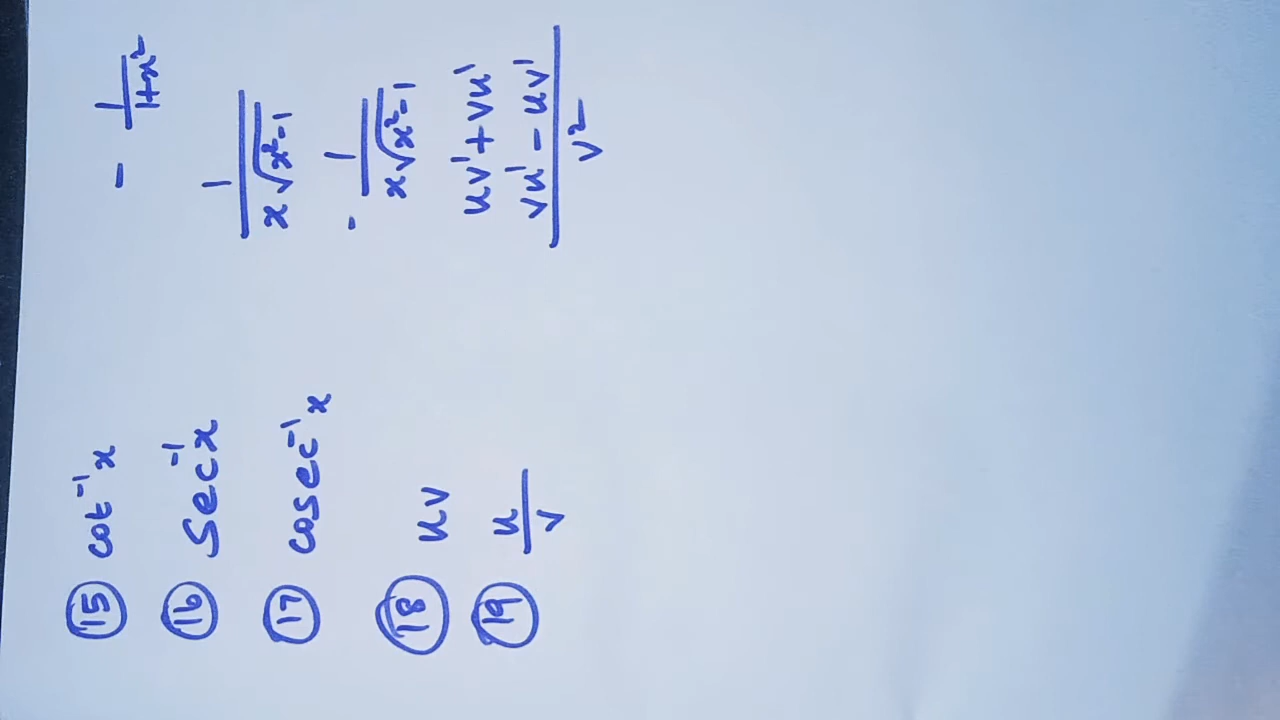 (15) cot⁻¹x - 1/(1+x²)
(16) Sec⁻¹x 1/(x√(x²-1))
(17) cosec⁻¹x - 1/(x√(x²-1))
(18) uv uv' + vu'
(19) u/v (vu' - uv')/v²